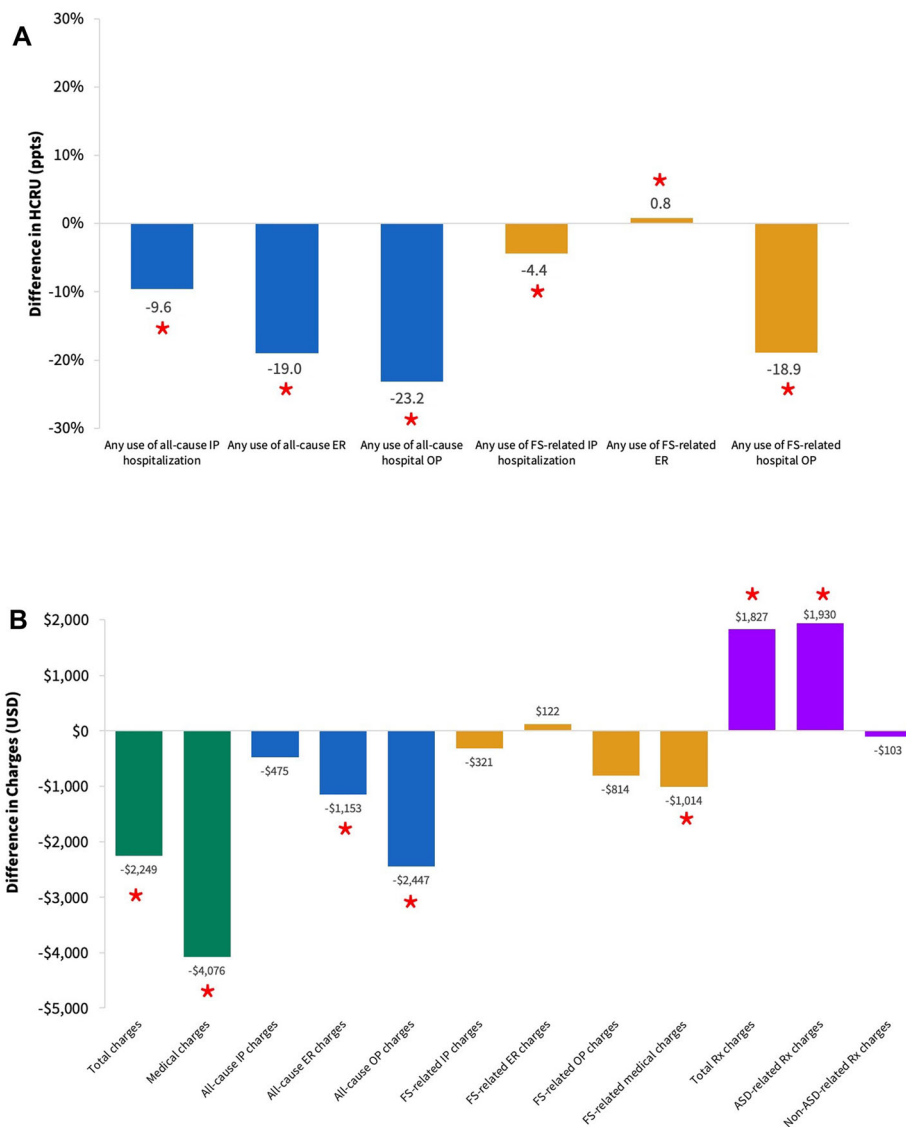 A
30%
20%
10%
0%
-10%
-20%
-30%
Difference in HCRU (ppts)
-9.6
-19.0
-23.2
-4.4
0.8
-18.9
Any use of all-cause IP
hospitalization
Any use of all-cause ER
Any use of all-cause
hospital OP
Any use of FS-related IP
hospitalization
Any use of FS-related
ER
Any use of FS-related
hospital OP
B
$2,000
$1,000
$0
-$1,000
-$2,000
-$3,000
-$4,000
-$5,000
Difference in Charges (USD)
-$2,249
-$4,076
-$475
-$1,153
-$2,447
-$321
$122
-$814
-$1,014
$1,827
$1,930
-$103
Total charges
Medical charges
All-cause IP charges
All-cause ER charges
All-cause OP charges
FS-related IP charges
FS-related ER charges
FS-related OP charges
FS-related medical charges
Total Rx charges
ASD-related Rx charges
Non-ASD-related Rx charges